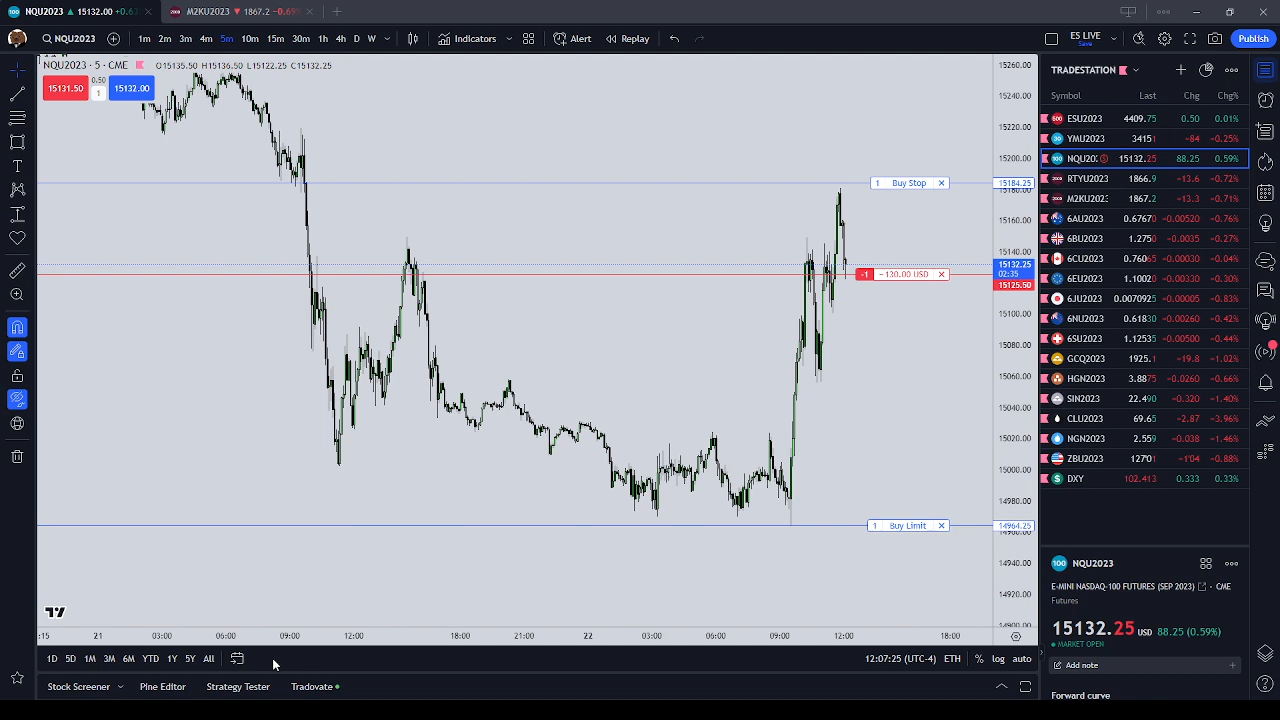 NQU2023 ▲ 15132.00 +0.6
M2KU2023 ▼ 1867.2 −0.69%
NQU2023 1m 2m 3m 4m 5m 10m 15m 30m 1h 4h D W Indicators Alert Replay ES LIVE Save Publish
NQU2023 · 5 · CME O15135.50 H15136.50 L15122.25 C15132.25
15131.50 0.50 1 15132.00
15260.00
15240.00
15220.00
15200.00
1 Buy Stop 15184.25
15180.00
15160.00
15140.00
15132.25
02:35
-1 −130.00 USD
15125.50
15100.00
15080.00
15060.00
15040.00
15020.00
15000.00
14980.00
1 Buy Limit 14964.25
14960.00
14940.00
14920.00
14900.00
:15 21 03:00 06:00 09:00 12:00 18:00 21:00 22 03:00 06:00 09:00 12:00 18:00
1D 5D 1M 3M 6M YTD 1Y 5Y All 12:07:25 (UTC-4) ETH % log auto
Stock Screener Pine Editor Strategy Tester Tradovate
TRADESTATION
Symbol Last Chg Chg%
ESU2023 4409.75 0.50 0.01%
YMU2023 34151 −84 −0.25%
NQU20 15132.25 88.25 0.59%
RTYU2023 1866.9 −13.6 −0.72%
M2KU2023 1867.2 −13.3 −0.71%
6AU2023 0.67670 −0.00520 −0.76%
6BU2023 1.2750 −0.0035 −0.27%
6CU2023 0.76065 −0.00030 −0.04%
6EU2023 1.10020 −0.00330 −0.30%
6JU2023 0.0070925 −0.00005 −0.83%
6NU2023 0.61830 −0.00260 −0.42%
6SU2023 1.12535 −0.00500 −0.44%
GCQ2023 1925.1 −19.8 −1.02%
HGN2023 3.8875 −0.0260 −0.66%
SIN2023 22.490 −0.320 −1.40%
CLU2023 69.65 −2.87 −3.96%
NGN2023 2.559 −0.038 −1.46%
ZBU2023 127'01 −1'04 −0.88%
DXY 102.413 0.333 0.33%
NQU2023
E-MINI NASDAQ-100 FUTURES (SEP 2023) · CME
Futures
15132.25 USD 88.25 (0.59%)
MARKET OPEN
Add note
Forward curve